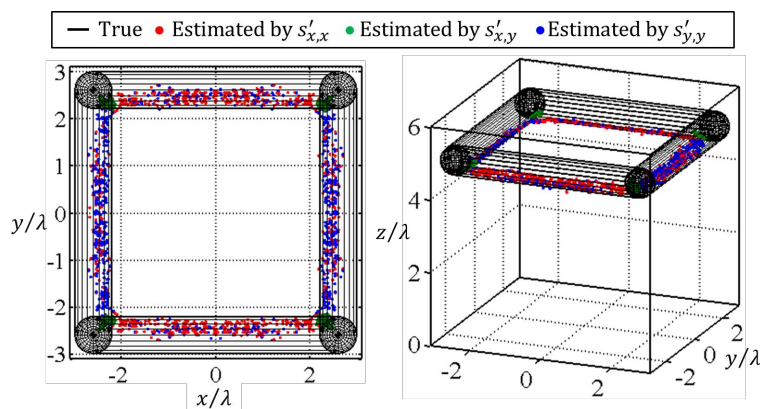 True Estimated by s′x,x Estimated by s′x,y Estimated by s′y,y
3
2
1
y/λ 0
-1
-2
-3
-2 0 2
x/λ
6
4
z/λ
2
0
-2 0 2
-2 0 2
y/λ